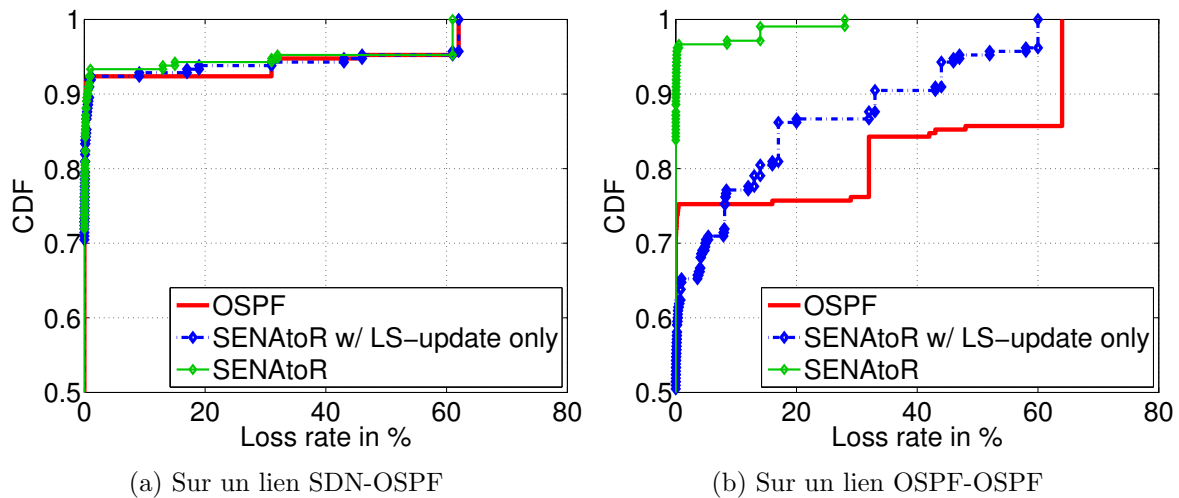 1
0.9
0.8
0.7
0.6
0.5
CDF
0
20
40
60
80
Loss rate in %
OSPF
SENAtoR w/ LS-update only
SENAtoR
(a) Sur un lien SDN-OSPF
1
0.9
0.8
0.7
0.6
0.5
CDF
0
20
40
60
80
Loss rate in %
OSPF
SENAtoR w/ LS-update only
SENAtoR
(b) Sur un lien OSPF-OSPF